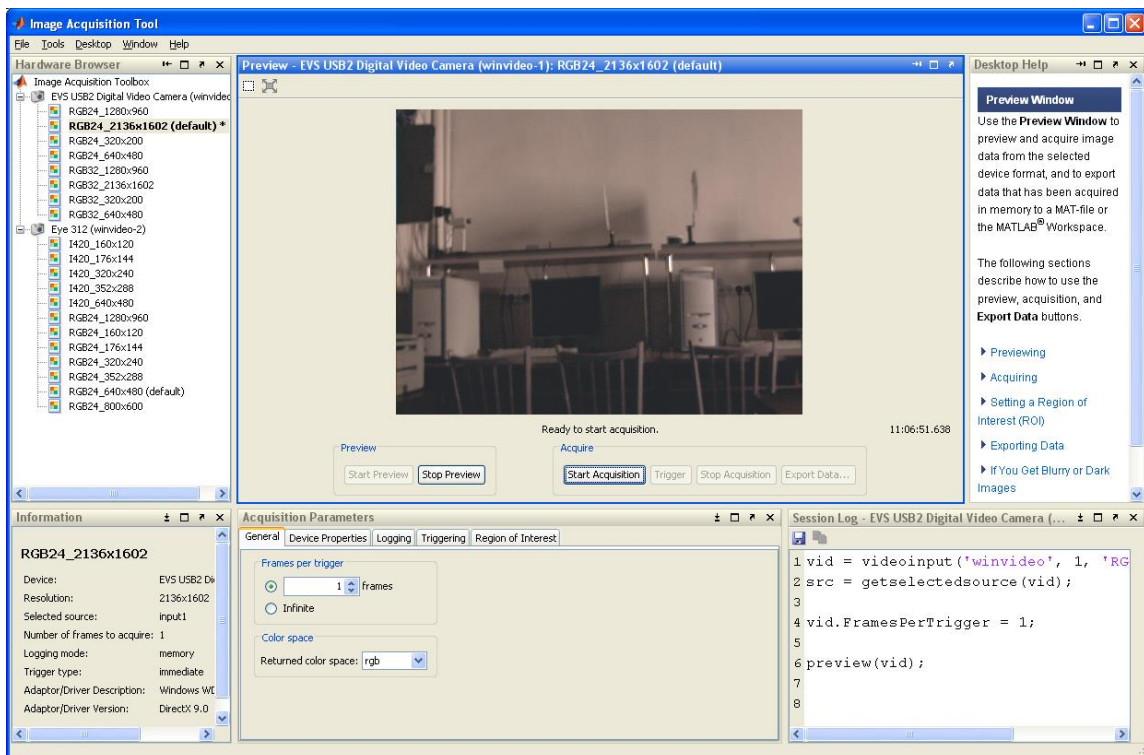 Image Acquisition Tool
File Tools Desktop Window Help
Hardware Browser
Image Acquisition Toolbox
EVS USB2 Digital Video Camera (winvideo
RGB24_1280x960
RGB24_2136x1602 (default) *
RGB24_320x200
RGB24_640x480
RGB32_1280x960
RGB32_2136x1602
RGB32_320x200
RGB32_640x480
Eye 312 (winvideo-2)
I420_160x120
I420_176x144
I420_320x240
I420_352x288
I420_640x480
RGB24_1280x960
RGB24_160x120
RGB24_176x144
RGB24_320x240
RGB24_352x288
RGB24_640x480 (default)
RGB24_800x600
Preview - EVS USB2 Digital Video Camera (winvideo-1): RGB24_2136x1602 (default)
Ready to start acquisition.
11:06:51.638
Preview
Start Preview Stop Preview
Acquire
Start Acquisition Trigger Stop Acquisition Export Data...
Desktop Help
Preview Window
Use the Preview Window to
preview and acquire image
data from the selected
device format, and to export
data that has been acquired
in memory to a MAT-file or
the MATLAB® Workspace.
The following sections
describe how to use the
preview, acquisition, and
Export Data buttons.
Previewing
Acquiring
Setting a Region of
Interest (ROI)
Exporting Data
If You Get Blurry or Dark
Images
Information
RGB24_2136x1602
Device: EVS USB2 Di
Resolution: 2136x1602
Selected source: input1
Number of frames to acquire: 1
Logging mode: memory
Trigger type: immediate
Adaptor/Driver Description: Windows WD
Adaptor/Driver Version: DirectX 9.0
Acquisition Parameters
General Device Properties Logging Triggering Region of Interest
Frames per trigger
1 frames
Infinite
Color space
Returned color space: rgb
Session Log - EVS USB2 Digital Video Camera (...
1 vid = videoinput('winvideo', 1, 'RG
2 src = getselectedsource(vid);
3
4 vid.FramesPerTrigger = 1;
5
6 preview(vid);
7
8